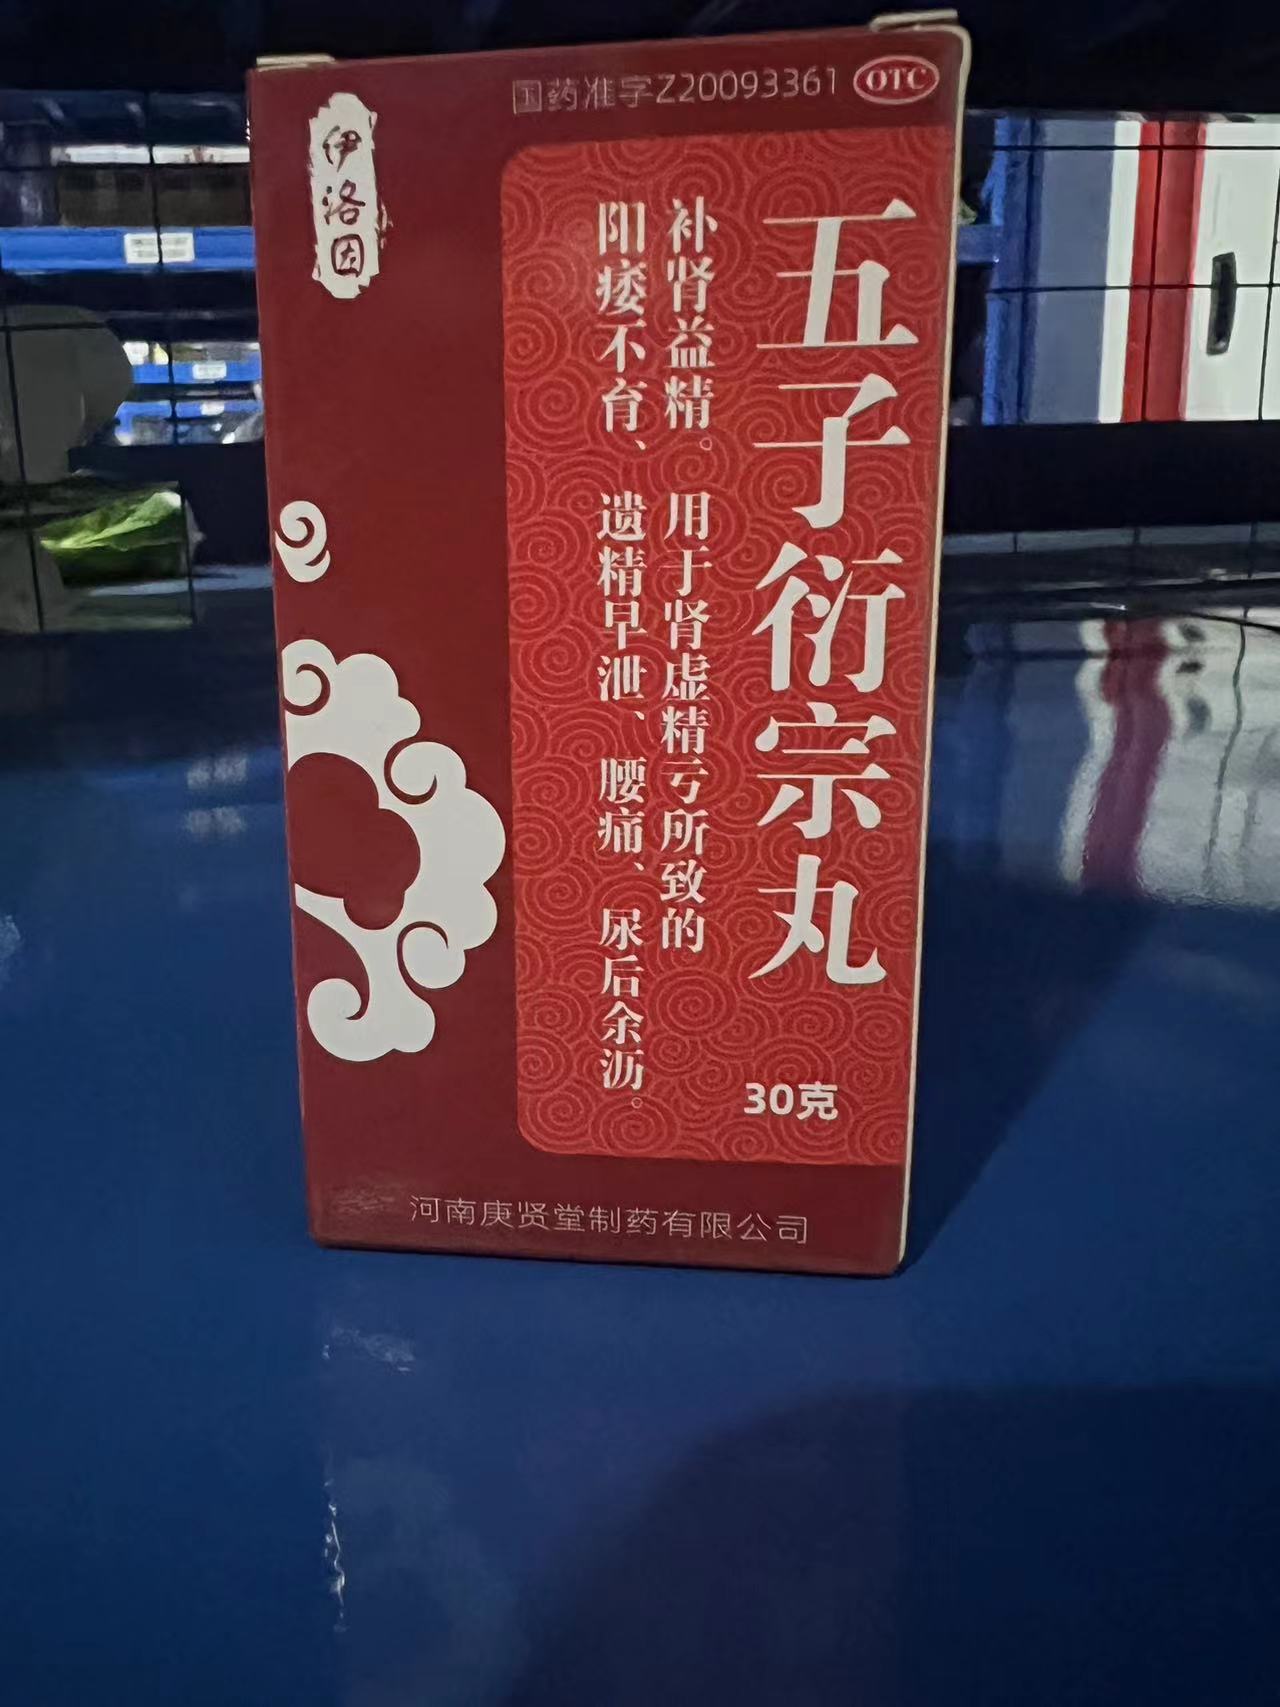 国药准字Z20093361
OTC
伊洛因
五子衍宗丸
补肾益精。用于肾虚精亏所致的
阳痿不育、遗精早泄、腰痛、尿后余沥。
30克
河南庚贤堂制药有限公司